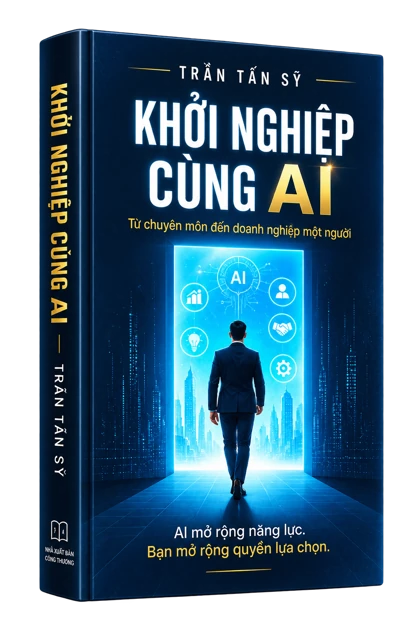 TRẦN TẤN SỸ
KHỞI NGHIỆP
CÙNG AI
Từ chuyên môn đến doanh nghiệp một người
AI
AI mở rộng năng lực.
Bạn mở rộng quyền lựa chọn.
KHỞI NGHIỆP CÙNG AI — TRẦN TẤN SỸ
NHÀ XUẤT BẢN
CÔNG THƯƠNG